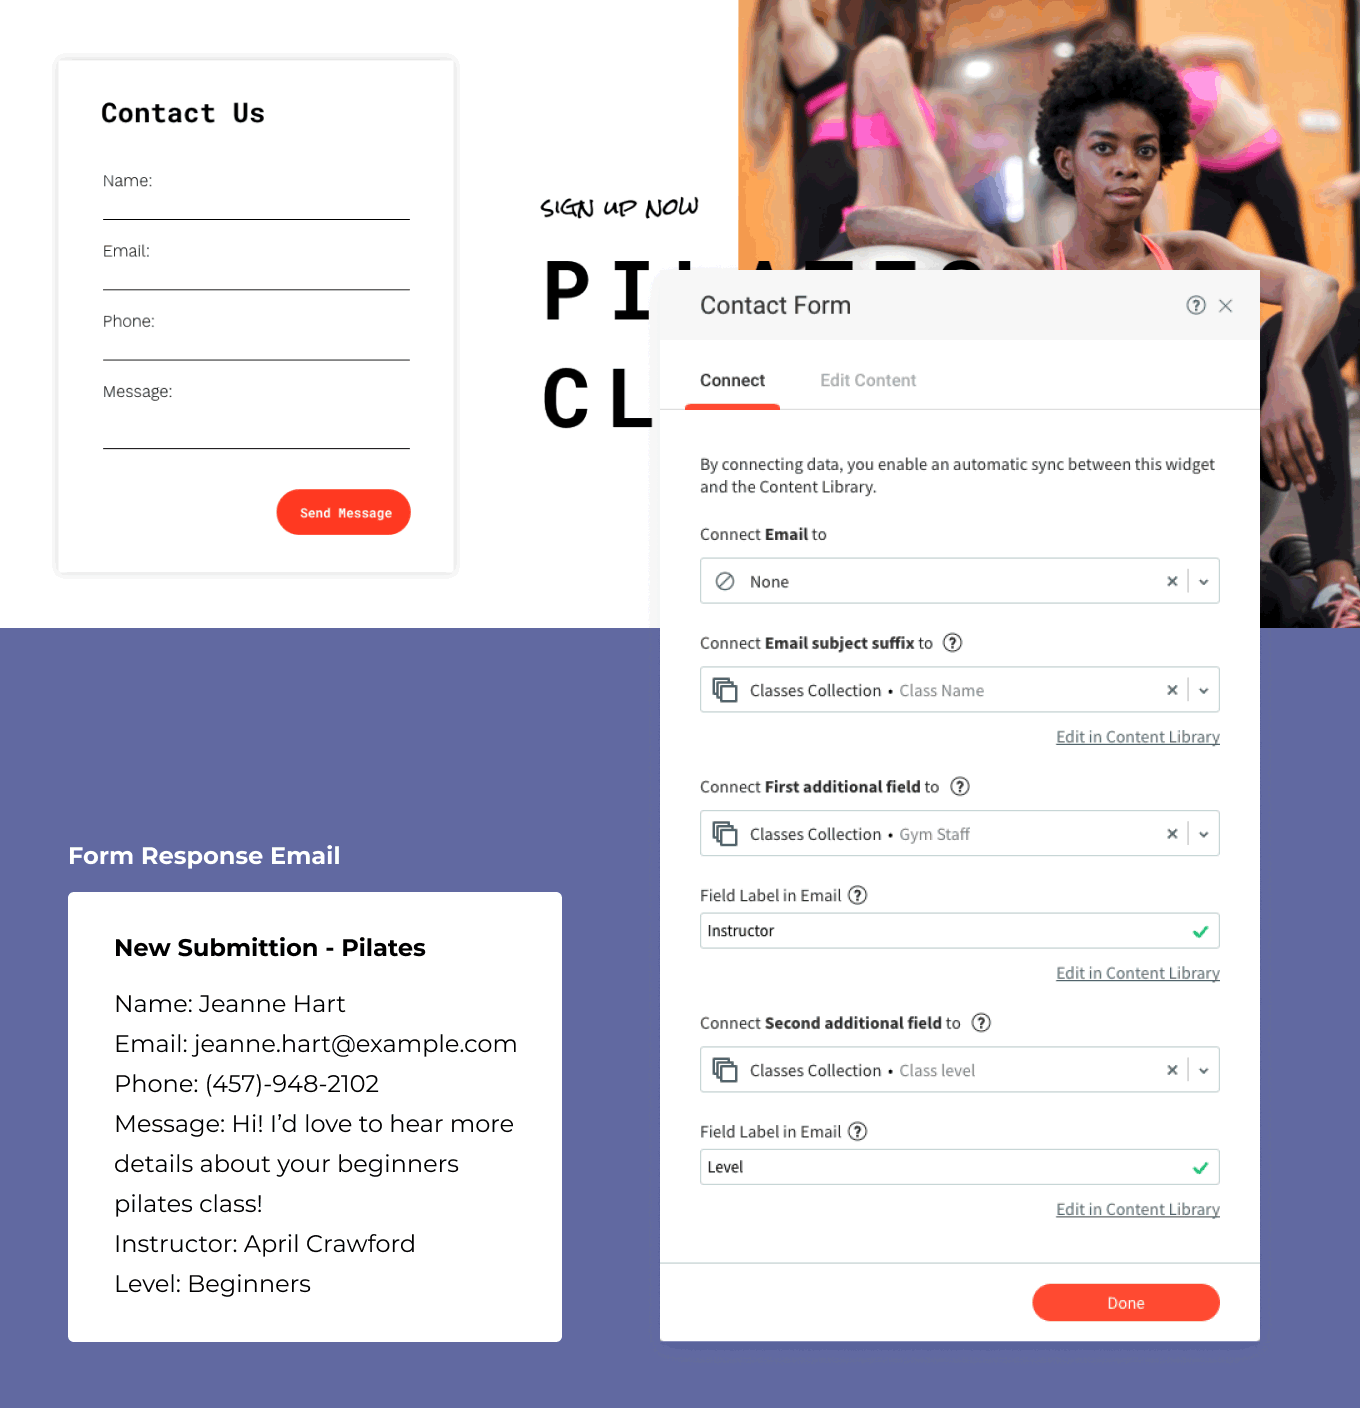 Contact Us
Name:
Email:
Phone:
Message:
Send Message
SIGN UP NOW
Contact Form
Connect
Edit Content
By connecting data, you enable an automatic sync between this widget
and the Content Library.
Connect Email to
None
Connect Email subject suffix to
Classes Collection • Class Name
Edit in Content Library
Connect First additional field to
Classes Collection • Gym Staff
Field Label in Email
Instructor
Edit in Content Library
Connect Second additional field to
Classes Collection • Class level
Field Label in Email
Level
Edit in Content Library
Done
Form Response Email
New Submittion - Pilates
Name: Jeanne Hart
Email: jeanne.hart@example.com
Phone: (457)-948-2102
Message: Hi! I’d love to hear more
details about your beginners
pilates class!
Instructor: April Crawford
Level: Beginners